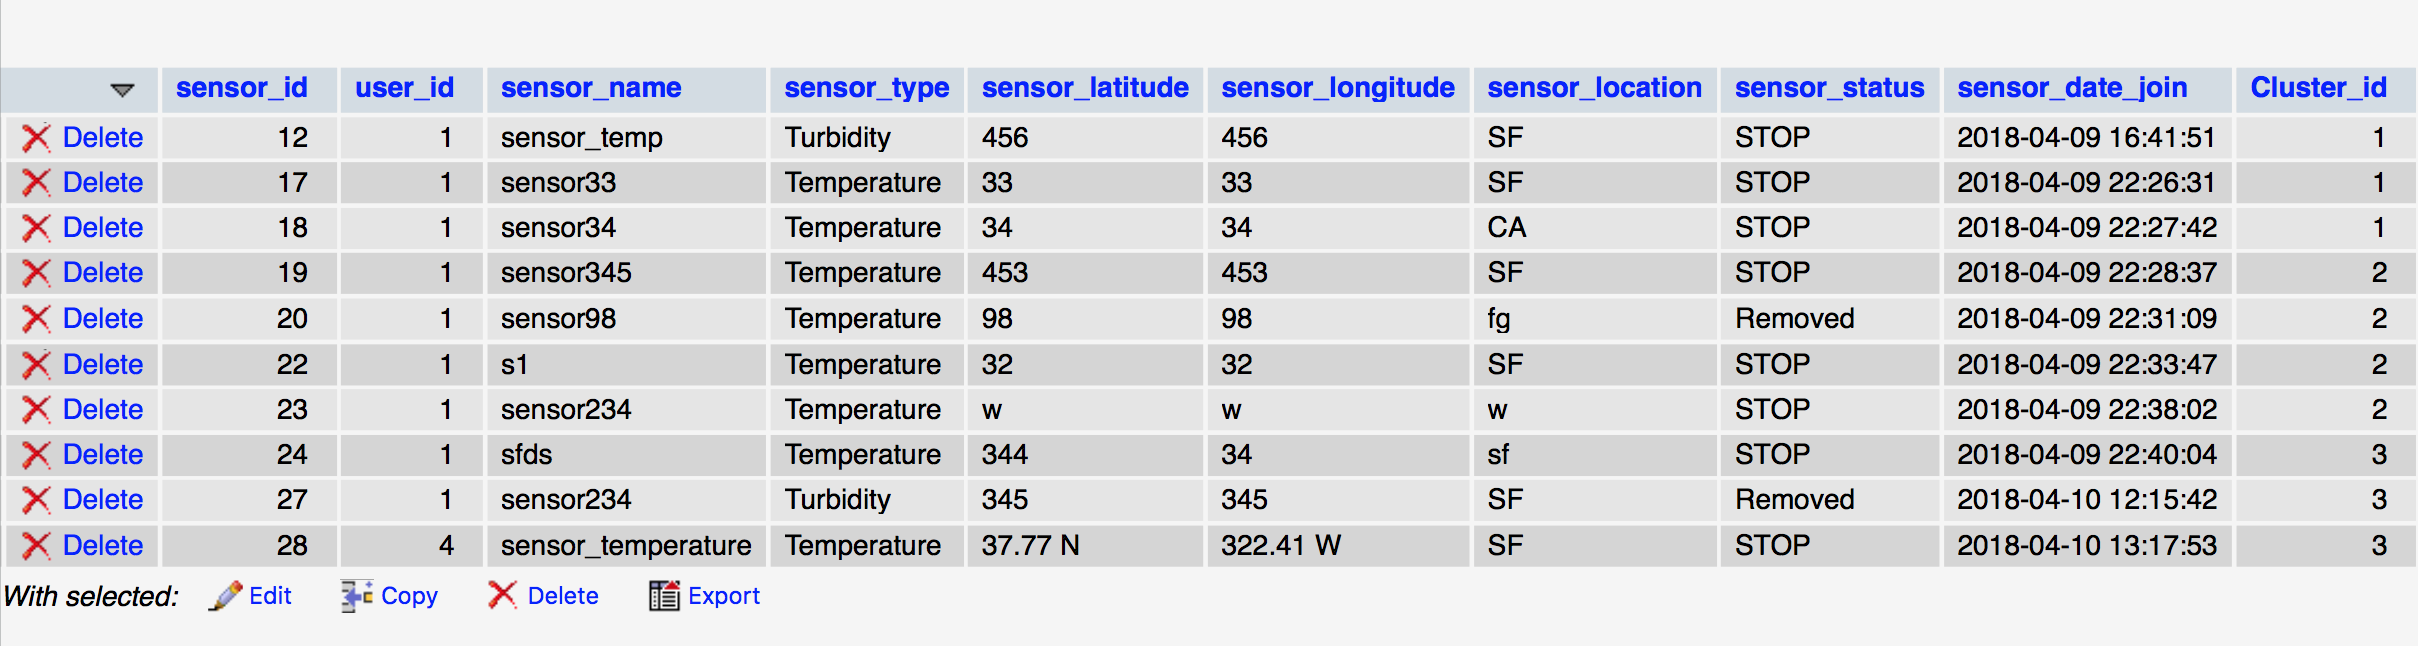 sensor_id user_id sensor_name sensor_type sensor_latitude sensor_longitude sensor_location sensor_status sensor_date_join Cluster_id
Delete 12 1 sensor_temp Turbidity 456 456 SF STOP 2018-04-09 16:41:51 1
Delete 17 1 sensor33 Temperature 33 33 SF STOP 2018-04-09 22:26:31 1
Delete 18 1 sensor34 Temperature 34 34 CA STOP 2018-04-09 22:27:42 1
Delete 19 1 sensor345 Temperature 453 453 SF STOP 2018-04-09 22:28:37 2
Delete 20 1 sensor98 Temperature 98 98 fg Removed 2018-04-09 22:31:09 2
Delete 22 1 s1 Temperature 32 32 SF STOP 2018-04-09 22:33:47 2
Delete 23 1 sensor234 Temperature w w w STOP 2018-04-09 22:38:02 2
Delete 24 1 sfds Temperature 344 34 sf STOP 2018-04-09 22:40:04 3
Delete 27 1 sensor234 Turbidity 345 345 SF Removed 2018-04-10 12:15:42 3
Delete 28 4 sensor_temperature Temperature 37.77 N 322.41 W SF STOP 2018-04-10 13:17:53 3
With selected: Edit Copy Delete Export